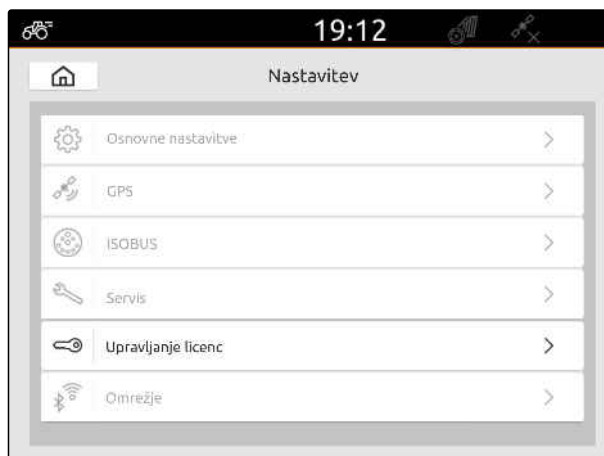 19:12
Nastavitev
Osnovne nastavitve
GPS
ISOBUS
Servis
Upravljanje licenc
Omrežje